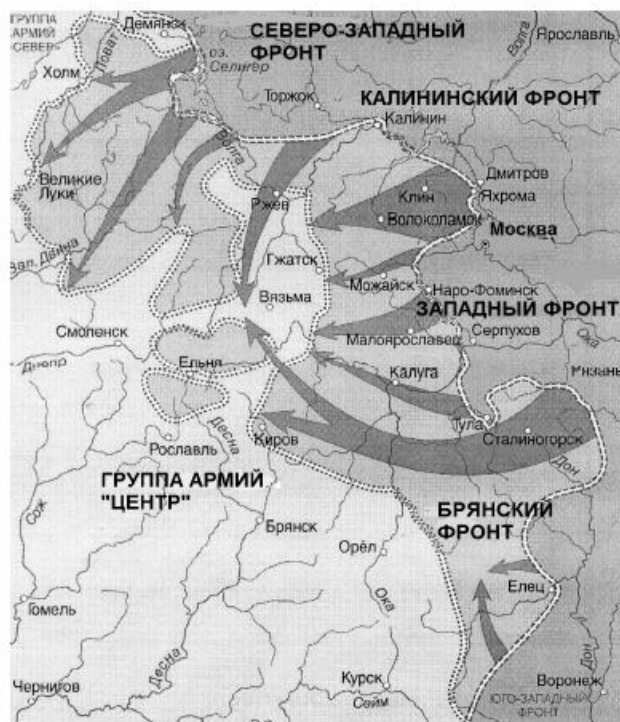 ГРУППА
АРМИЙ
«СЕВЕР»
Демянск
СЕВЕРО-ЗАПАДНЫЙ
ФРОНТ
Ярославль
Волга
Ловат
оз.
Селигер
Холм
Торжок
КАЛИНИНСКИЙ ФРОНТ
Калинин
Волга
Великие
Луки
Ржев
Клин
Дмитров
Яхрома
Волоколамск
Москва
Зап. Двина
Гжатск
Можайск
Наро-Фоминск
Вязьма
ЗАПАДНЫЙ ФРОНТ
Смоленск
Малоярославец
Серпухов
Ока
Днепр
Ельня
Калуга
Рязань
Десна
Тула
Рославль
Киров
Сталиногорск
Дон
ГРУППА АРМИЙ
"ЦЕНТР"
Сож
БРЯНСКИЙ
ФРОНТ
Брянск
Орёл
Ока
Елец
Гомель
Десна
Дон
Курск
Воронеж
Чернигов
Сейм
ЮГО-ЗАПАДНЫЙ
ФРОНТ